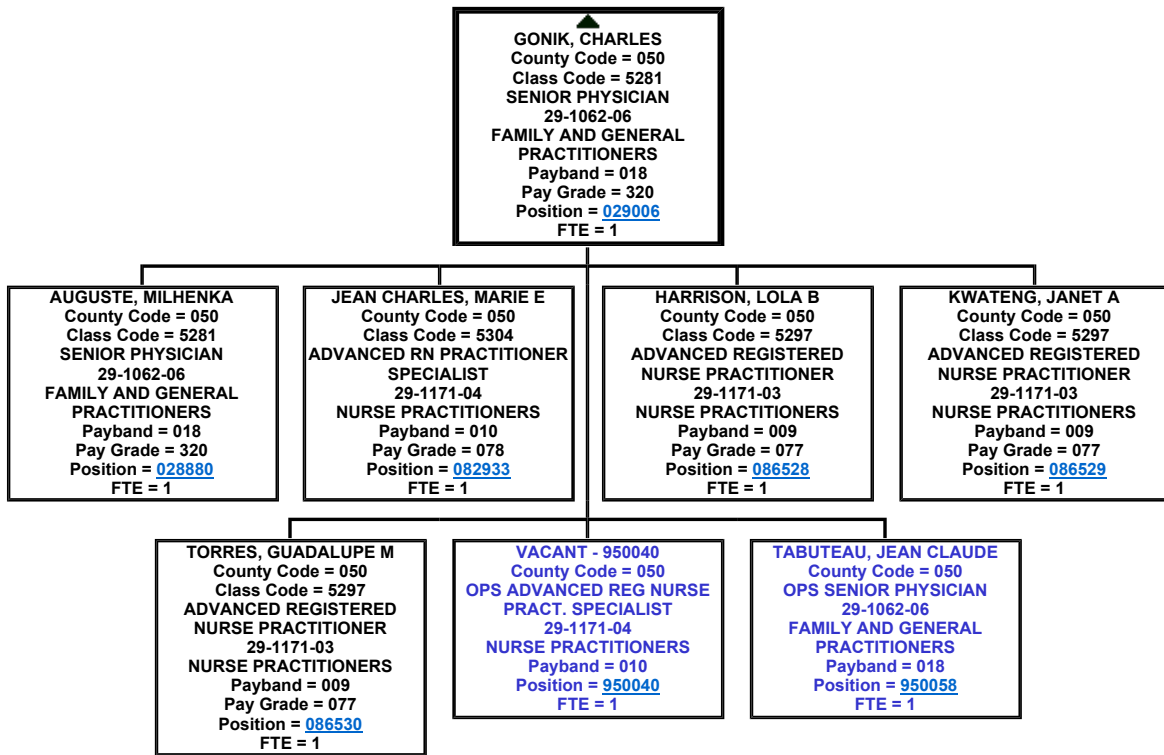 GONIK, CHARLES
County Code = 050
Class Code = 5281
SENIOR PHYSICIAN
29-1062-06
FAMILY AND GENERAL
PRACTITIONERS
Payband = 018
Pay Grade = 320
Position = 029006
FTE = 1
AUGUSTE, MILHENKA
County Code = 050
Class Code = 5281
SENIOR PHYSICIAN
29-1062-06
FAMILY AND GENERAL
PRACTITIONERS
Payband = 018
Pay Grade = 320
Position = 028880
FTE = 1
JEAN CHARLES, MARIE E
County Code = 050
Class Code = 5304
ADVANCED RN PRACTITIONER
SPECIALIST
29-1171-04
NURSE PRACTITIONERS
Payband = 010
Pay Grade = 078
Position = 082933
FTE = 1
HARRISON, LOLA B
County Code = 050
Class Code = 5297
ADVANCED REGISTERED
NURSE PRACTITIONER
29-1171-03
NURSE PRACTITIONERS
Payband = 009
Pay Grade = 077
Position = 086528
FTE = 1
KWATENG, JANET A
County Code = 050
Class Code = 5297
ADVANCED REGISTERED
NURSE PRACTITIONER
29-1171-03
NURSE PRACTITIONERS
Payband = 009
Pay Grade = 077
Position = 086529
FTE = 1
TORRES, GUADALUPE M
County Code = 050
Class Code = 5297
ADVANCED REGISTERED
NURSE PRACTITIONER
29-1171-03
NURSE PRACTITIONERS
Payband = 009
Pay Grade = 077
Position = 086530
FTE = 1
VACANT - 950040
County Code = 050
OPS ADVANCED REG NURSE
PRACT. SPECIALIST
29-1171-04
NURSE PRACTITIONERS
Payband = 010
Position = 950040
FTE = 1
TABUTEAU, JEAN CLAUDE
County Code = 050
OPS SENIOR PHYSICIAN
29-1062-06
FAMILY AND GENERAL
PRACTITIONERS
Payband = 018
Position = 950058
FTE = 1